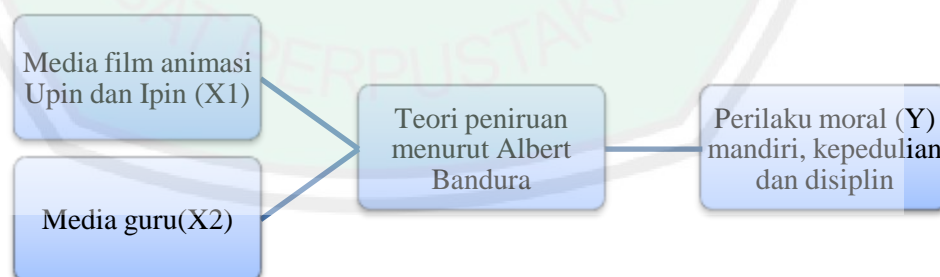 Media film animasi
Upin dan Ipin (X1)
Media guru(X2)
Teori peniruan
menurut Albert
Bandura
Perilaku moral (Y)
mandiri, kepedulian
dan disiplin